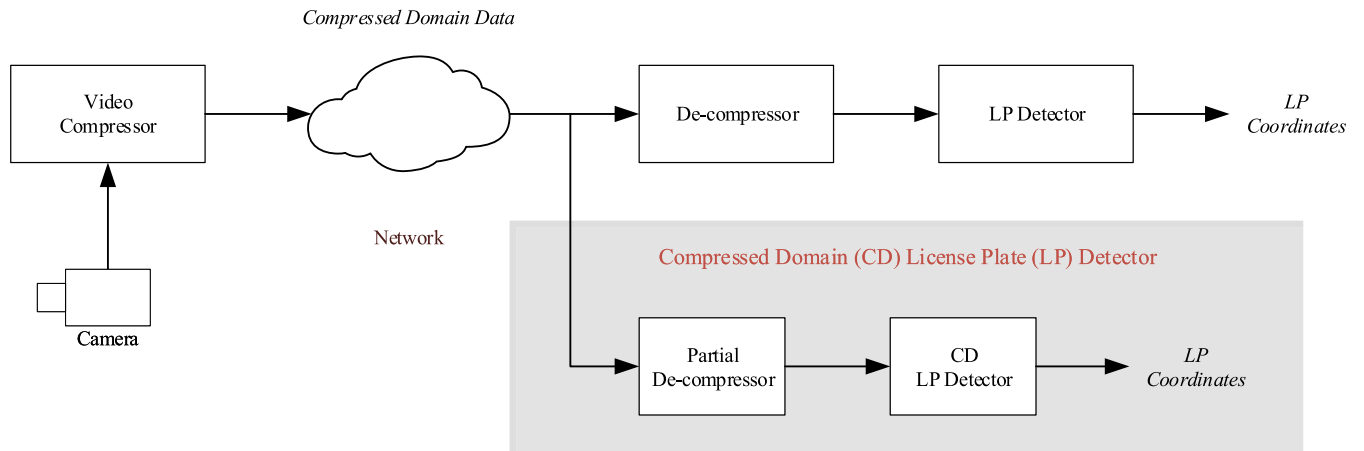 Compressed Domain Data
Video
Compressor
De-compressor
LP Detector
LP
Coordinates
Network
Camera
Compressed Domain (CD) License Plate (LP) Detector
Partial
De-compressor
CD
LP Detector
LP
Coordinates